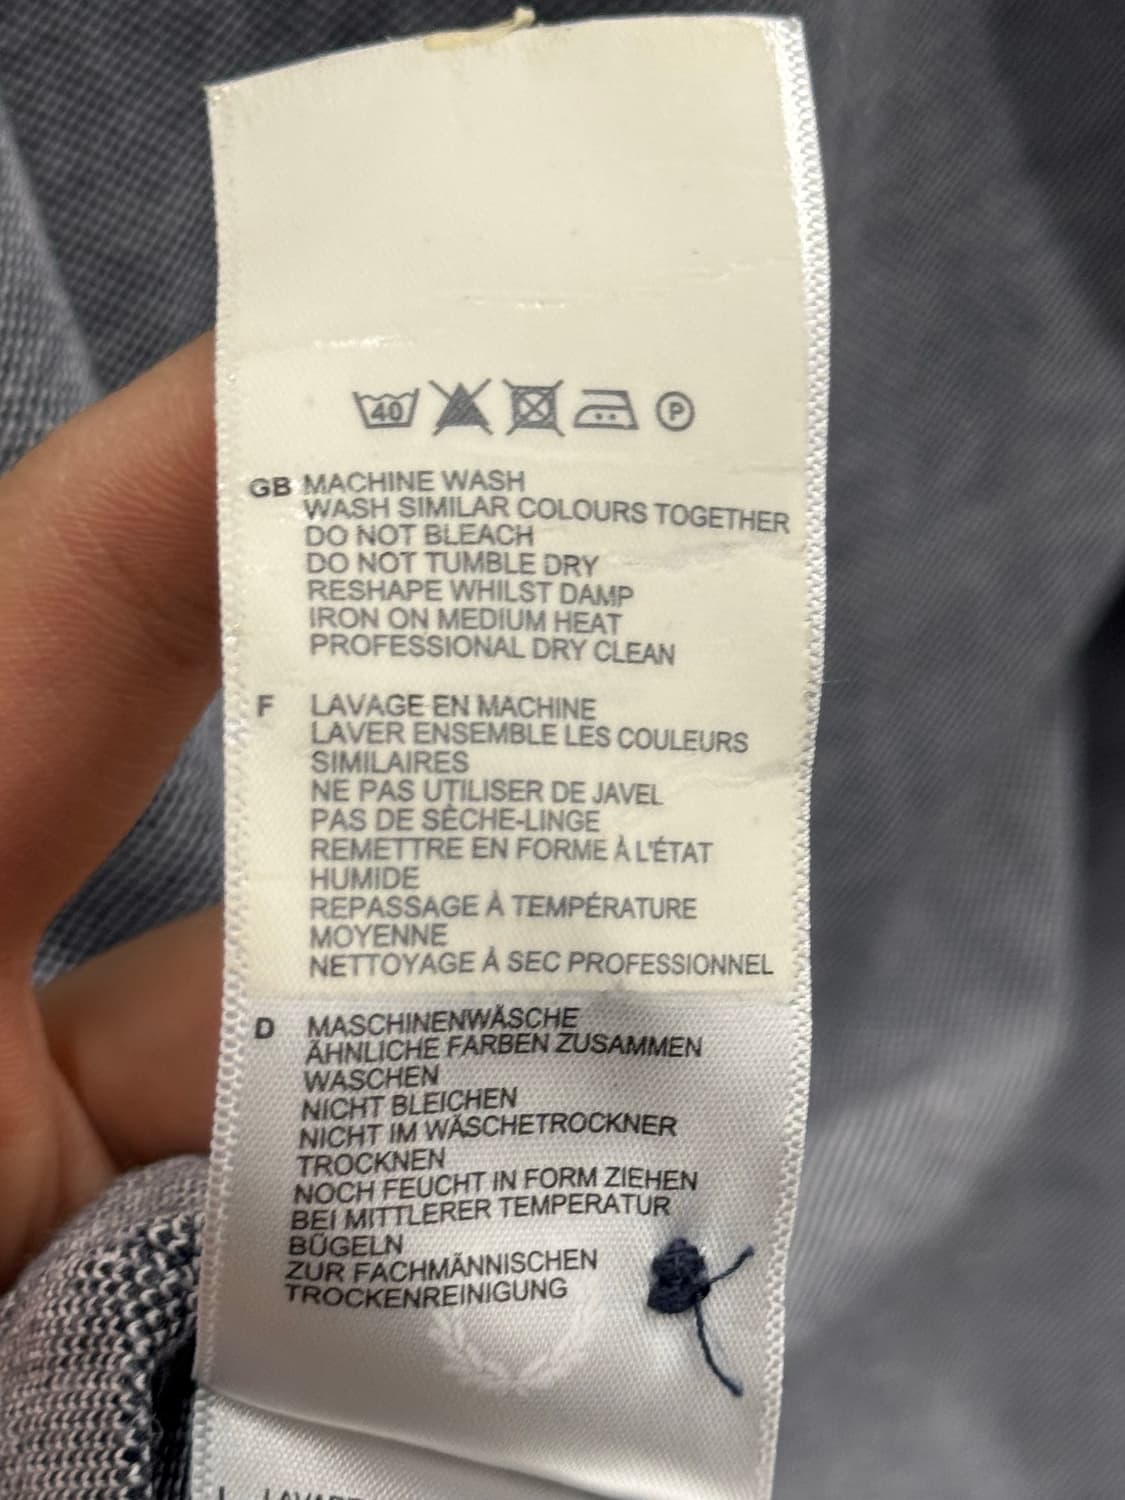 40 P
GB MACHINE WASH
WASH SIMILAR COLOURS TOGETHER
DO NOT BLEACH
DO NOT TUMBLE DRY
RESHAPE WHILST DAMP
IRON ON MEDIUM HEAT
PROFESSIONAL DRY CLEAN
F LAVAGE EN MACHINE
LAVER ENSEMBLE LES COULEURS
SIMILAIRES
NE PAS UTILISER DE JAVEL
PAS DE SÈCHE-LINGE
REMETTRE EN FORME À L'ÉTAT
HUMIDE
REPASSAGE À TEMPÉRATURE
MOYENNE
NETTOYAGE À SEC PROFESSIONNEL
D MASCHINENWÄSCHE
ÄHNLICHE FARBEN ZUSAMMEN
WASCHEN
NICHT BLEICHEN
NICHT IM WÄSCHETROCKNER
TROCKNEN
NOCH FEUCHT IN FORM ZIEHEN
BEI MITTLERER TEMPERATUR
BÜGELN
ZUR FACHMÄNNISCHEN
TROCKENREINIGUNG